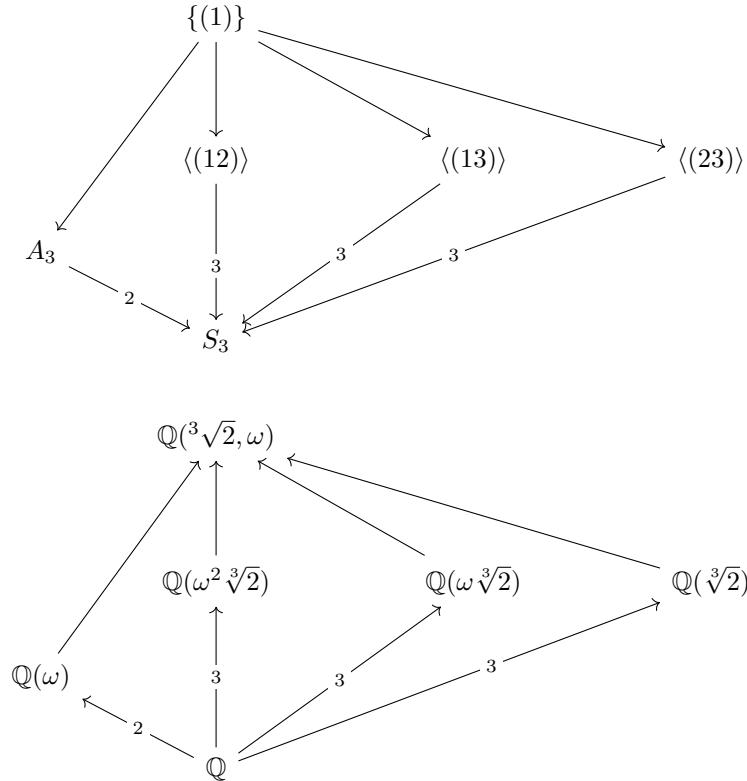 {(1)}
⟨(12)⟩ ⟨(13)⟩ ⟨(23)⟩
A₃
3 3 3
2
S₃
ℚ(³√2, ω)
ℚ(ω² ∛2) ℚ(ω ∛2) ℚ(∛2)
ℚ(ω)
3 3 3
2
ℚ